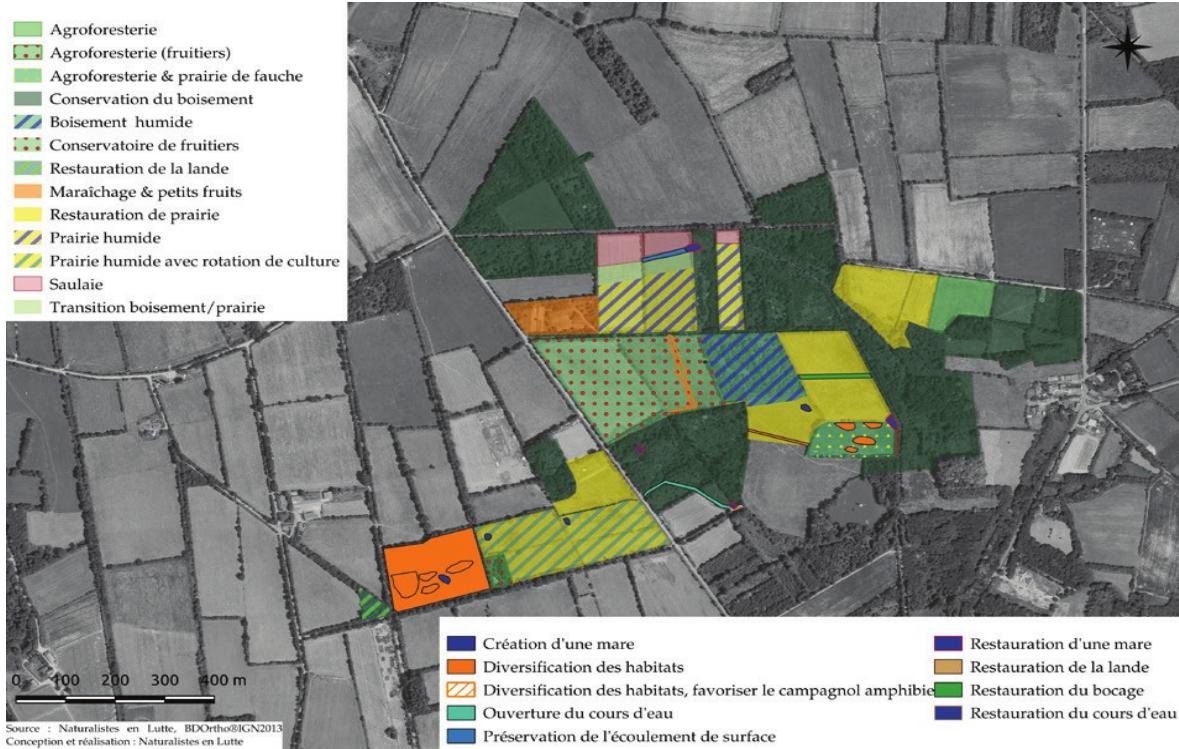 Agroforesterie
Agroforesterie (fruitiers)
Agroforesterie & prairie de fauche
Conservation du boisement
Boisement humide
Conservatoire de fruitiers
Restauration de la lande
Maraîchage & petits fruits
Restauration de prairie
Prairie humide
Prairie humide avec rotation de culture
Saulaie
Transition boisement/prairie
Création d'une mare
Diversification des habitats
Diversification des habitats, favoriser le campagnol amphibie
Ouverture du cours d'eau
Préservation de l'écoulement de surface
Restauration d'une mare
Restauration de la lande
Restauration du bocage
Restauration du cours d'eau
0 100 200 300 400 m
Source : Naturalistes en Lutte, BDOrtho®IGN2013
Conception et réalisation : Naturalistes en Lutte